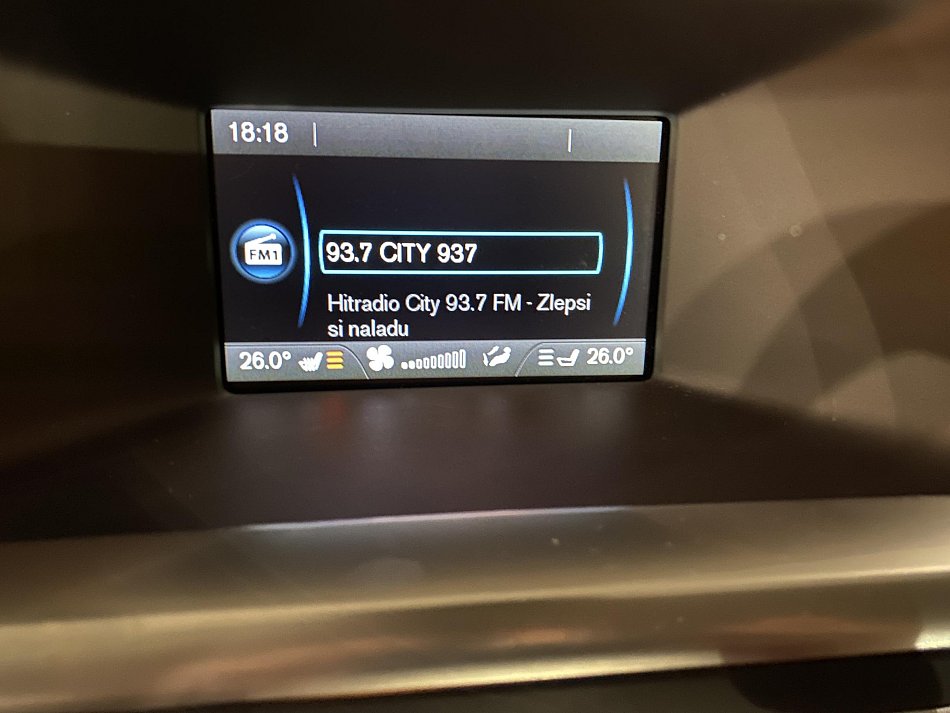 18:18
FM1
93.7 CITY 937
Hitradio City 93.7 FM - Zlepsi
si naladu
26.0° 26.0°